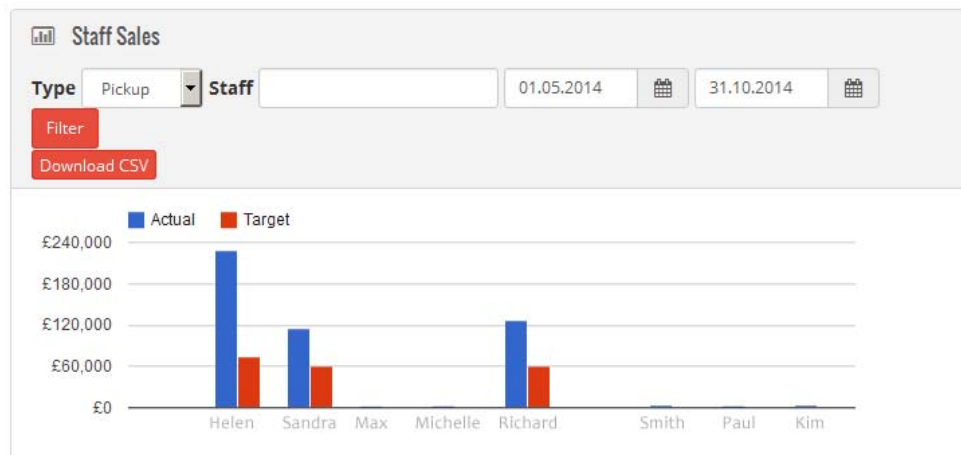 Staff Sales
Type Pickup Staff 01.05.2014 31.10.2014
Filter
Download CSV
Actual Target
£240,000
£180,000
£120,000
£60,000
£0
Helen Sandra Max Michelle Richard Smith Paul Kim